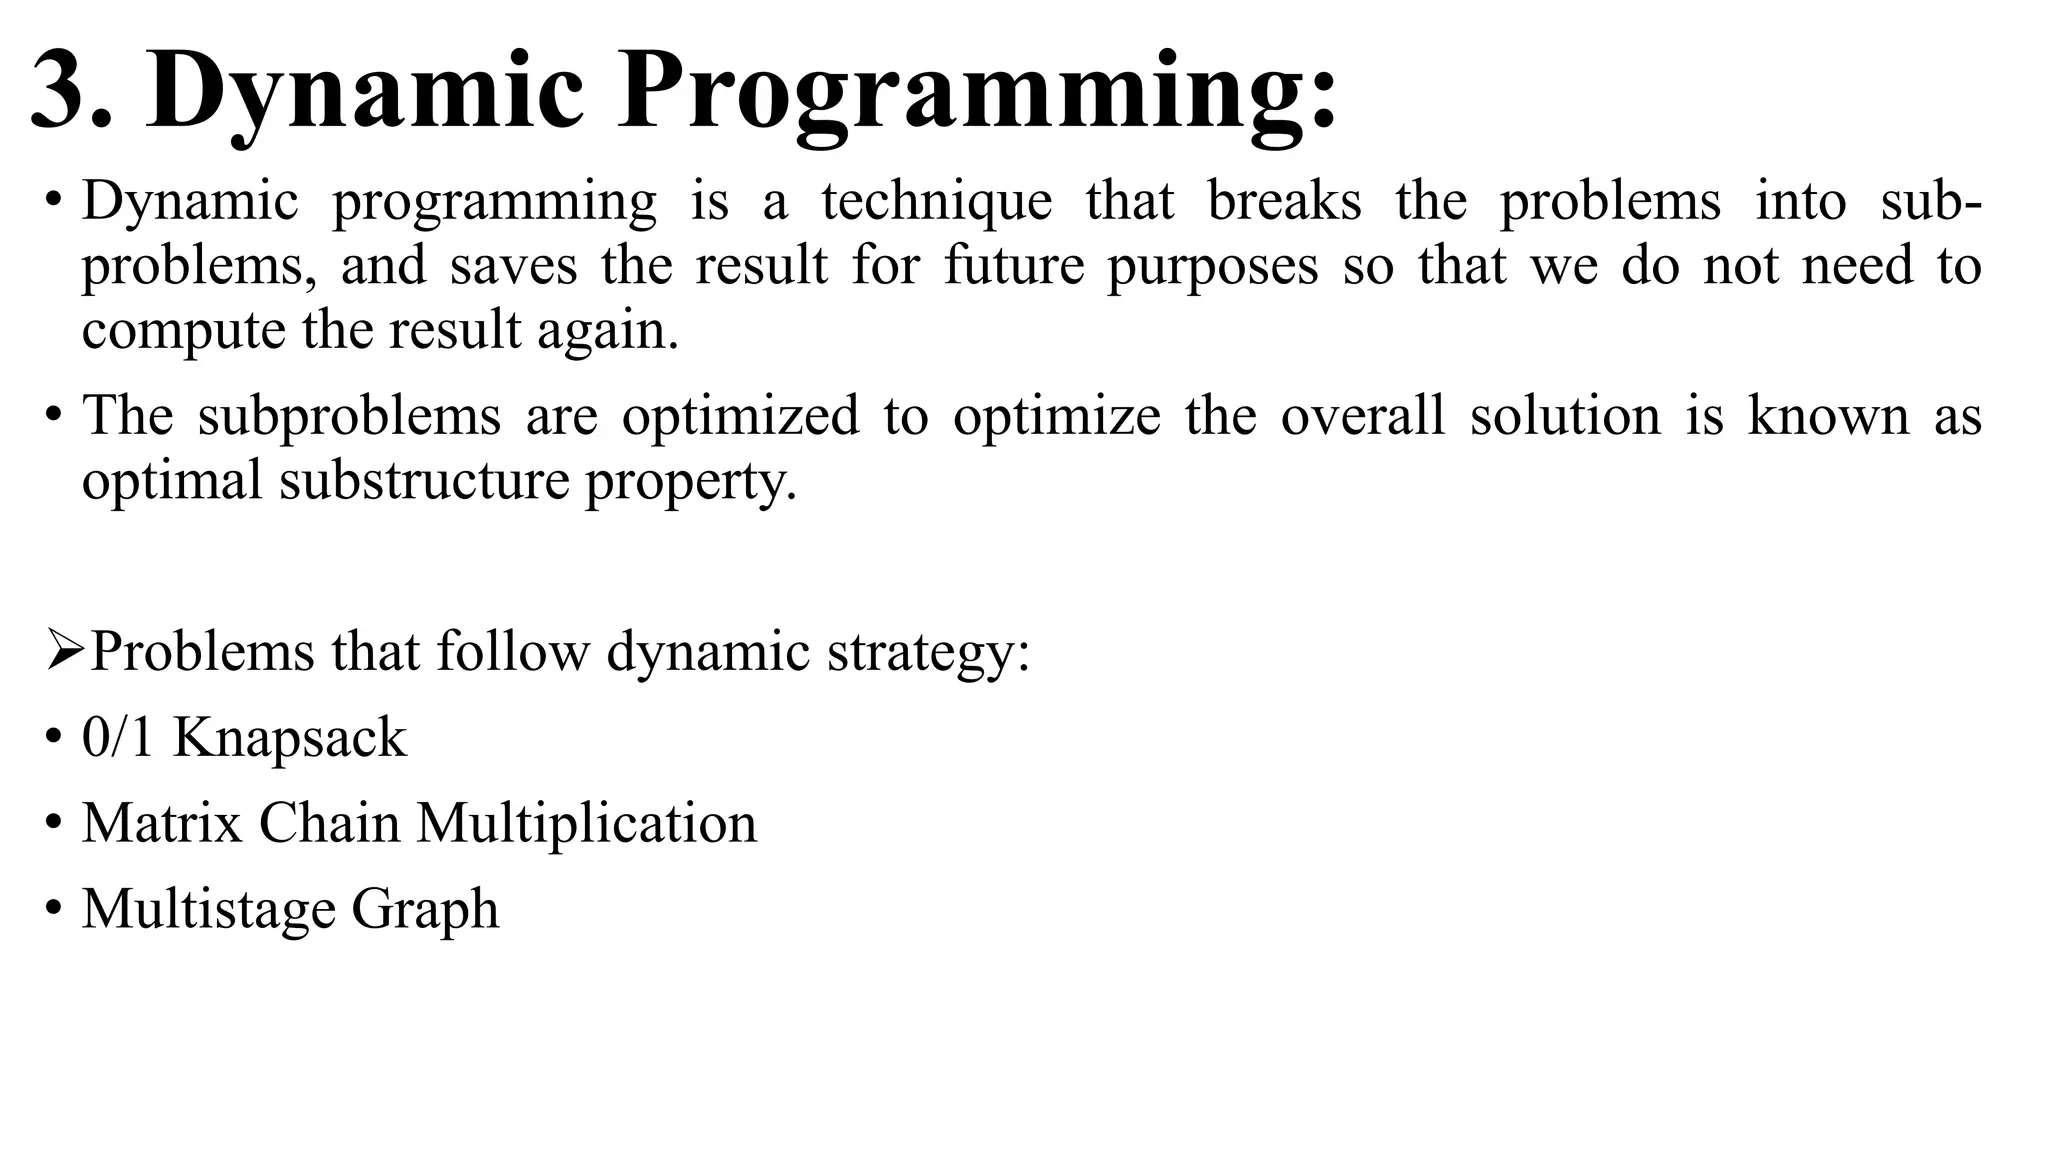 3. Dynamic Programming:
• Dynamic programming is a technique that breaks the problems into sub-
problems, and saves the result for future purposes so that we do not need to
compute the result again.
• The subproblems are optimized to optimize the overall solution is known as
optimal substructure property.
➢Problems that follow dynamic strategy:
• 0/1 Knapsack
• Matrix Chain Multiplication
• Multistage Graph